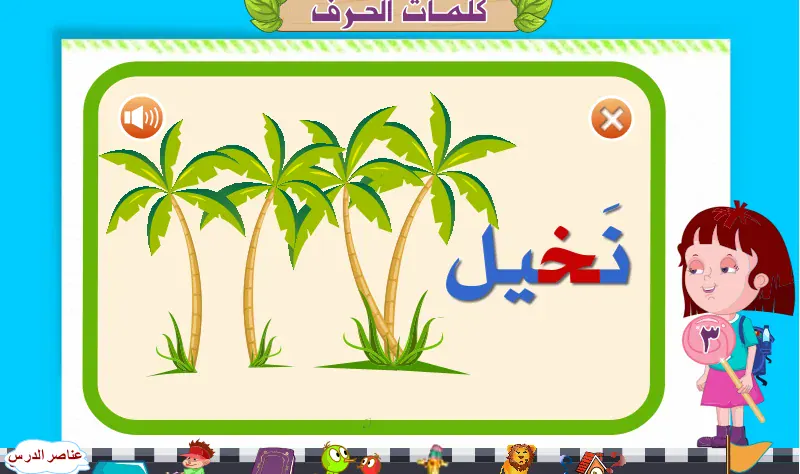 كلمات الحرف
نَخيل
٣
عناصر الدرس